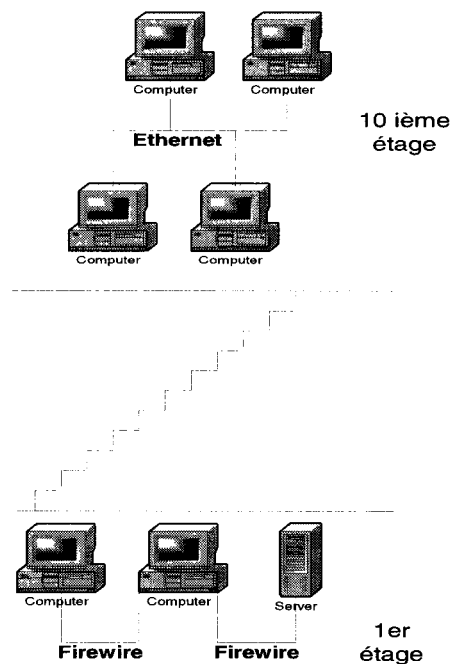 Computer Computer
Ethernet
10 ième
étage
Computer Computer
Computer Computer Server
Firewire Firewire
1er
étage